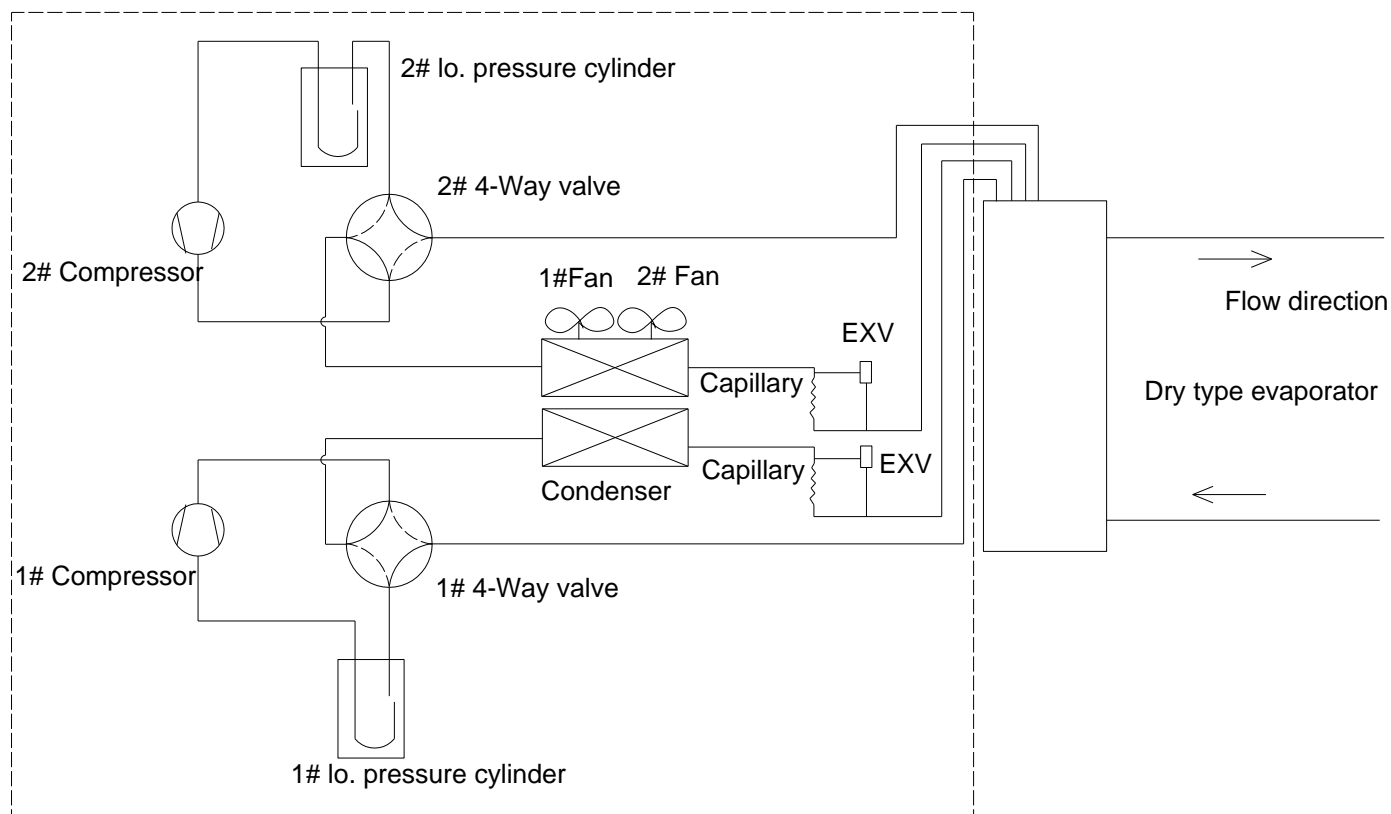 2# lo. pressure cylinder
2# 4-Way valve
2# Compressor
1#Fan
2# Fan
Flow direction
EXV
Capillary
Dry type evaporator
EXV
Capillary
Condenser
1# Compressor
1# 4-Way valve
1# lo. pressure cylinder